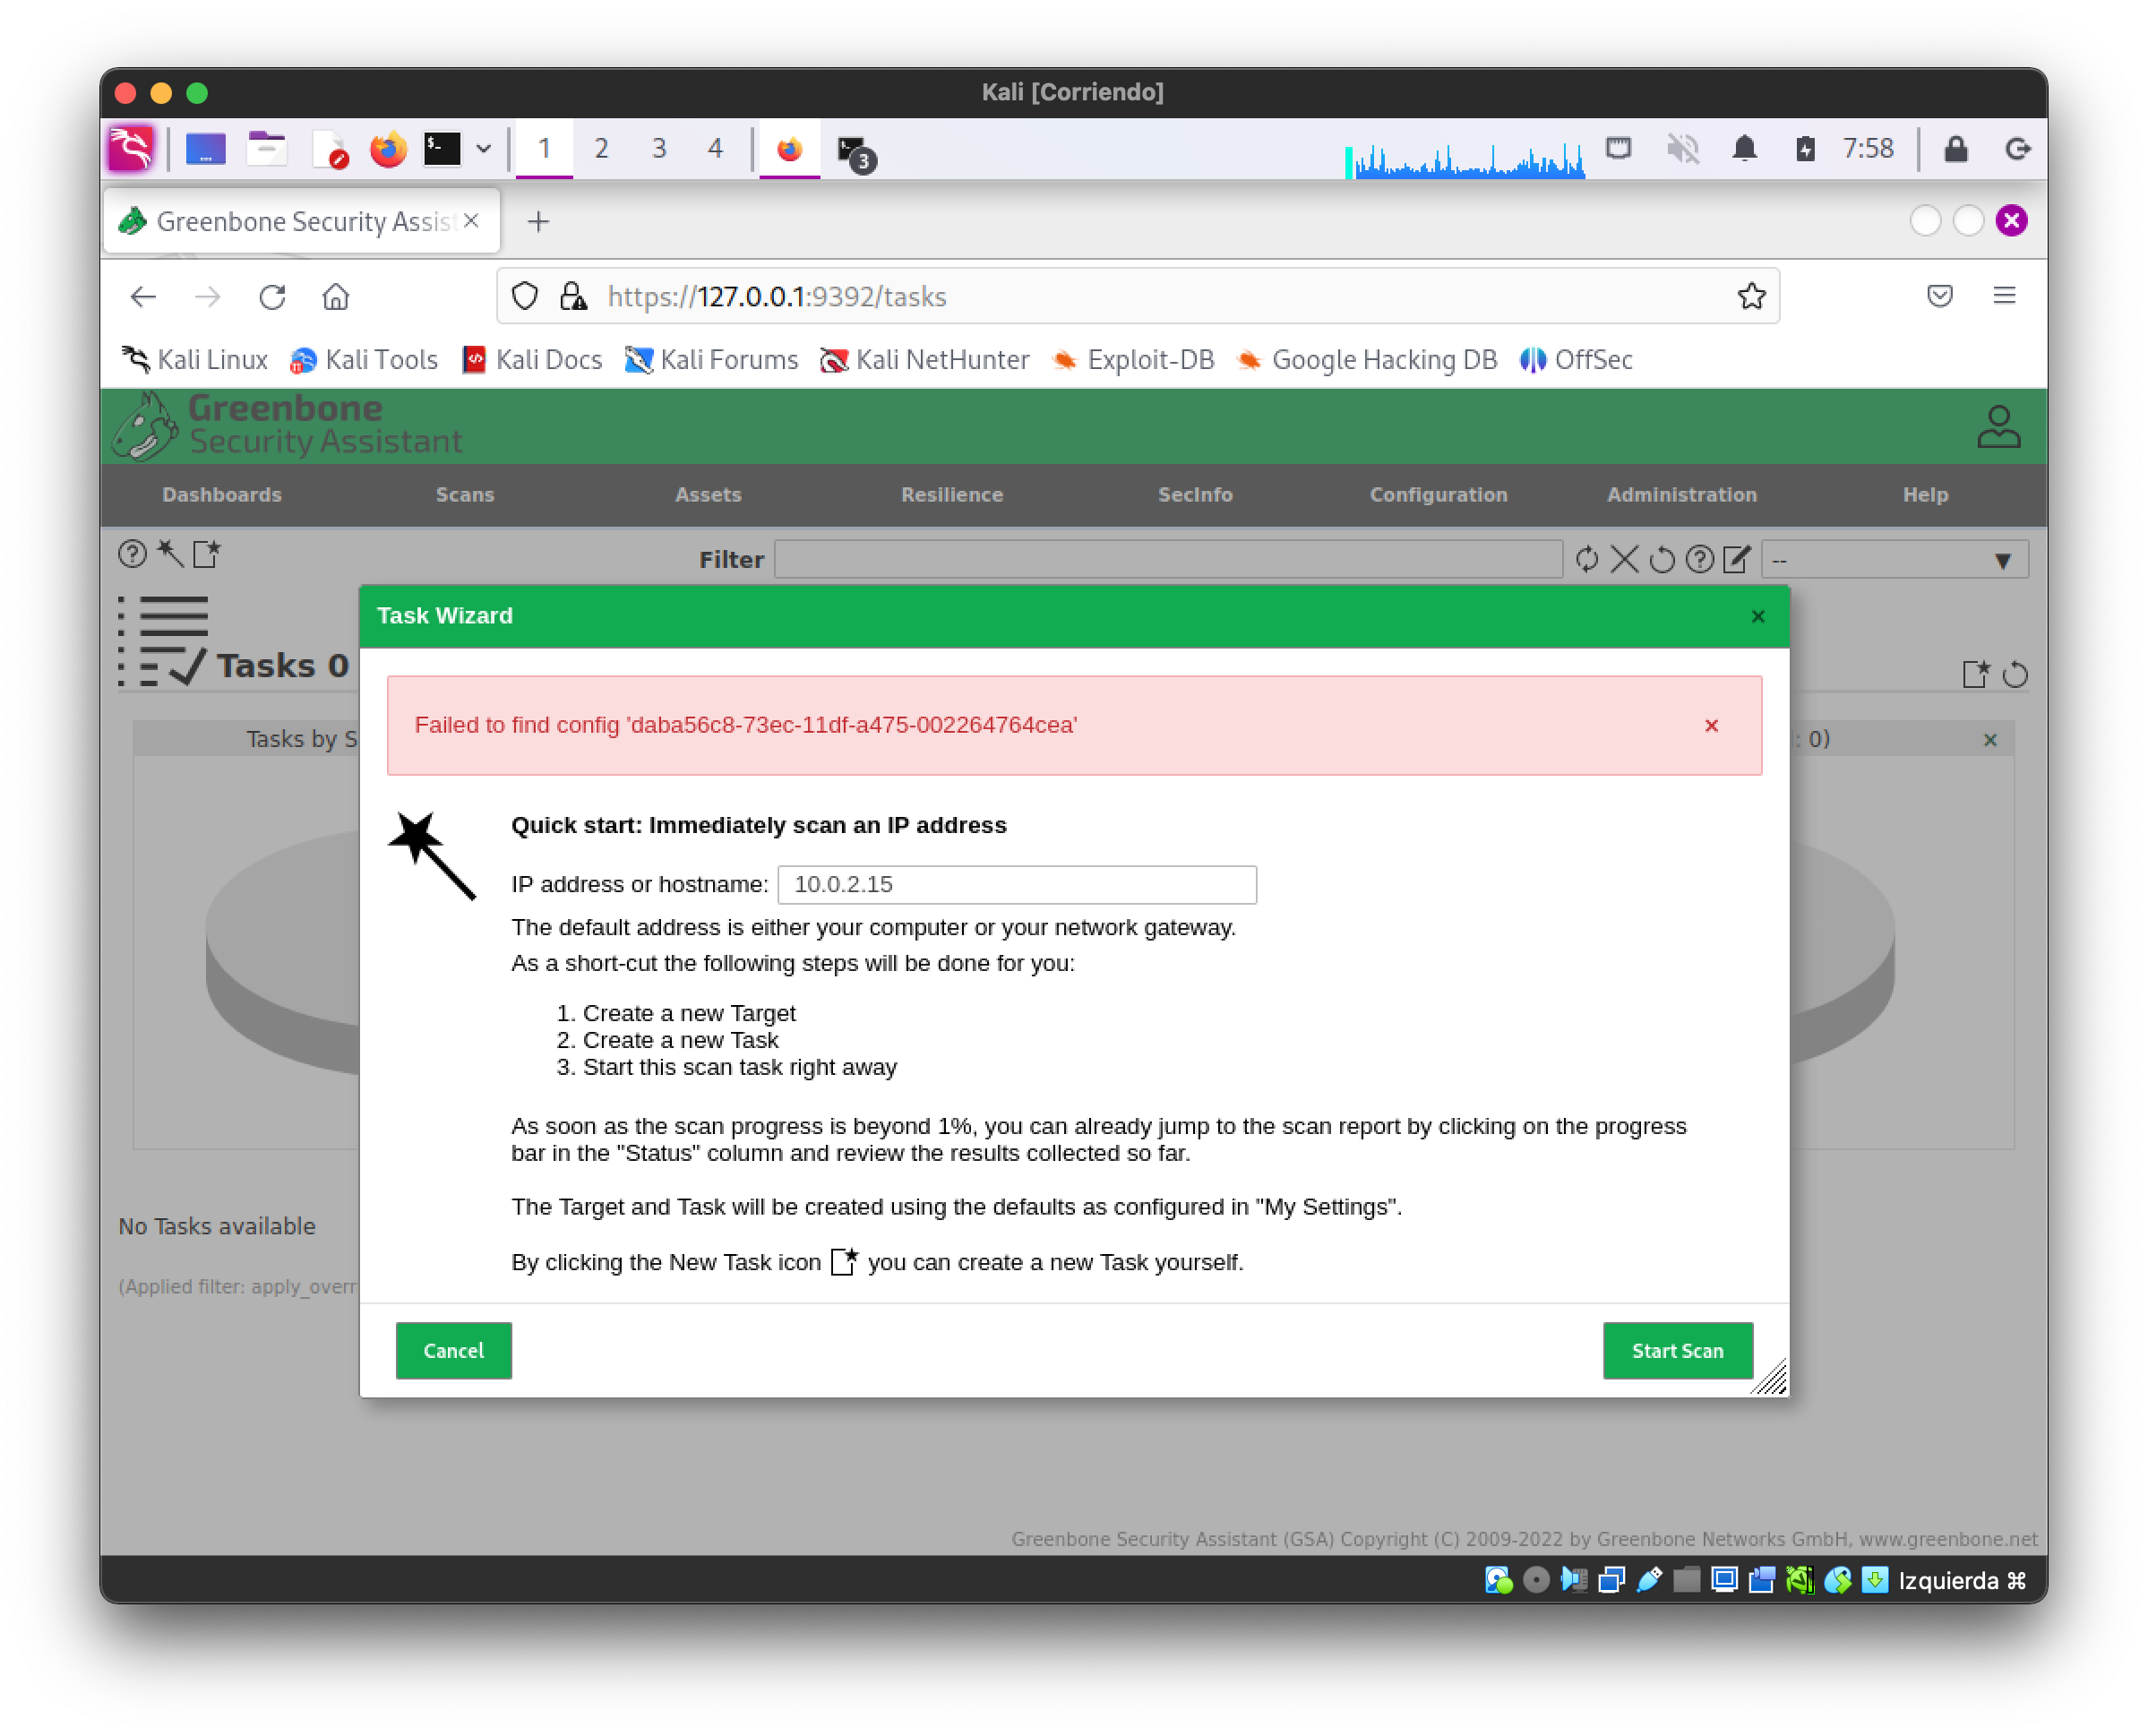 Kali [Corriendo]
1 2 3 4 3 7:58
Greenbone Security Assist
https://127.0.0.1:9392/tasks
Kali Linux Kali Tools Kali Docs Kali Forums Kali NetHunter Exploit-DB Google Hacking DB OffSec
Greenbone
Security Assistant
Dashboards Scans Assets Resilience SecInfo Configuration Administration Help
Filter --
Task Wizard
Tasks 0
Failed to find config 'daba56c8-73ec-11df-a475-002264764cea'
Tasks by S : 0)
Quick start: Immediately scan an IP address
IP address or hostname: 10.0.2.15
The default address is either your computer or your network gateway.
As a short-cut the following steps will be done for you:
1. Create a new Target
2. Create a new Task
3. Start this scan task right away
As soon as the scan progress is beyond 1%, you can already jump to the scan report by clicking on the progress
bar in the "Status" column and review the results collected so far.
The Target and Task will be created using the defaults as configured in "My Settings".
No Tasks available
By clicking the New Task icon you can create a new Task yourself.
(Applied filter: apply_overr
Cancel Start Scan
Greenbone Security Assistant (GSA) Copyright (C) 2009-2022 by Greenbone Networks GmbH, www.greenbone.net
Izquierda ⌘